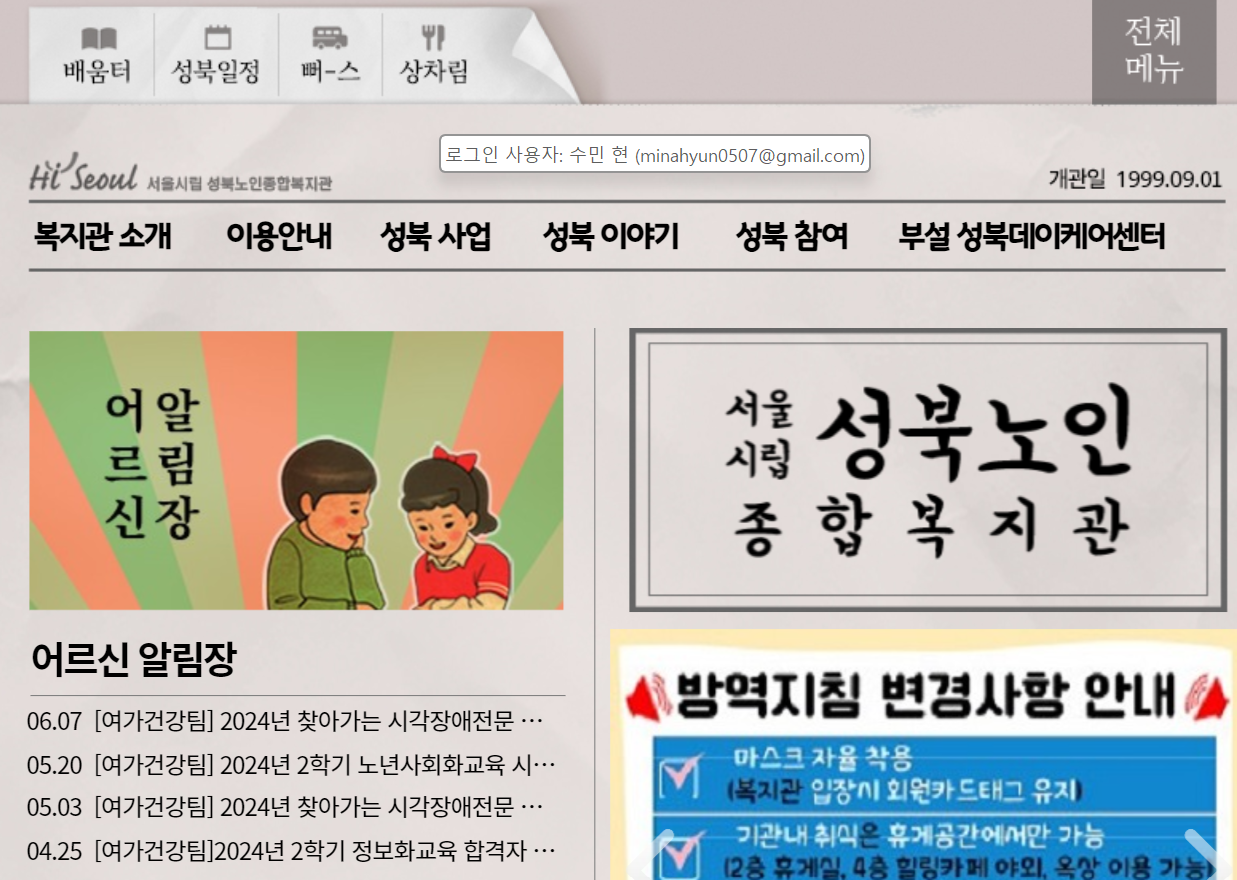 배움터 성북일정 뻐-스 상차림
전체
메뉴
로그인 사용자: 수민 현 (minahyun0507@gmail.com)
Hi Seoul 서울시립 성북노인종합복지관
개관일 1999.09.01
복지관 소개 이용안내 성북 사업 성북 이야기 성북 참여 부설 성북데이케어센터
알림장
어르신
서울
시립
성북노인
종합복지관
어르신 알림장
06.07 [여가건강팀] 2024년 찾아가는 시각장애전문 …
05.20 [여가건강팀] 2024년 2학기 노년사회화교육 시…
05.03 [여가건강팀] 2024년 찾아가는 시각장애전문 …
04.25 [여가건강팀]2024년 2학기 정보화교육 합격자 …
방역지침 변경사항 안내
마스크 자율 착용
(복지관 입장시 회원카드태그 유지)
기관내 취식은 휴게공간에서만 가능
(2층 휴게실, 4층 힐링카페 야외, 옥상 이용 가능)